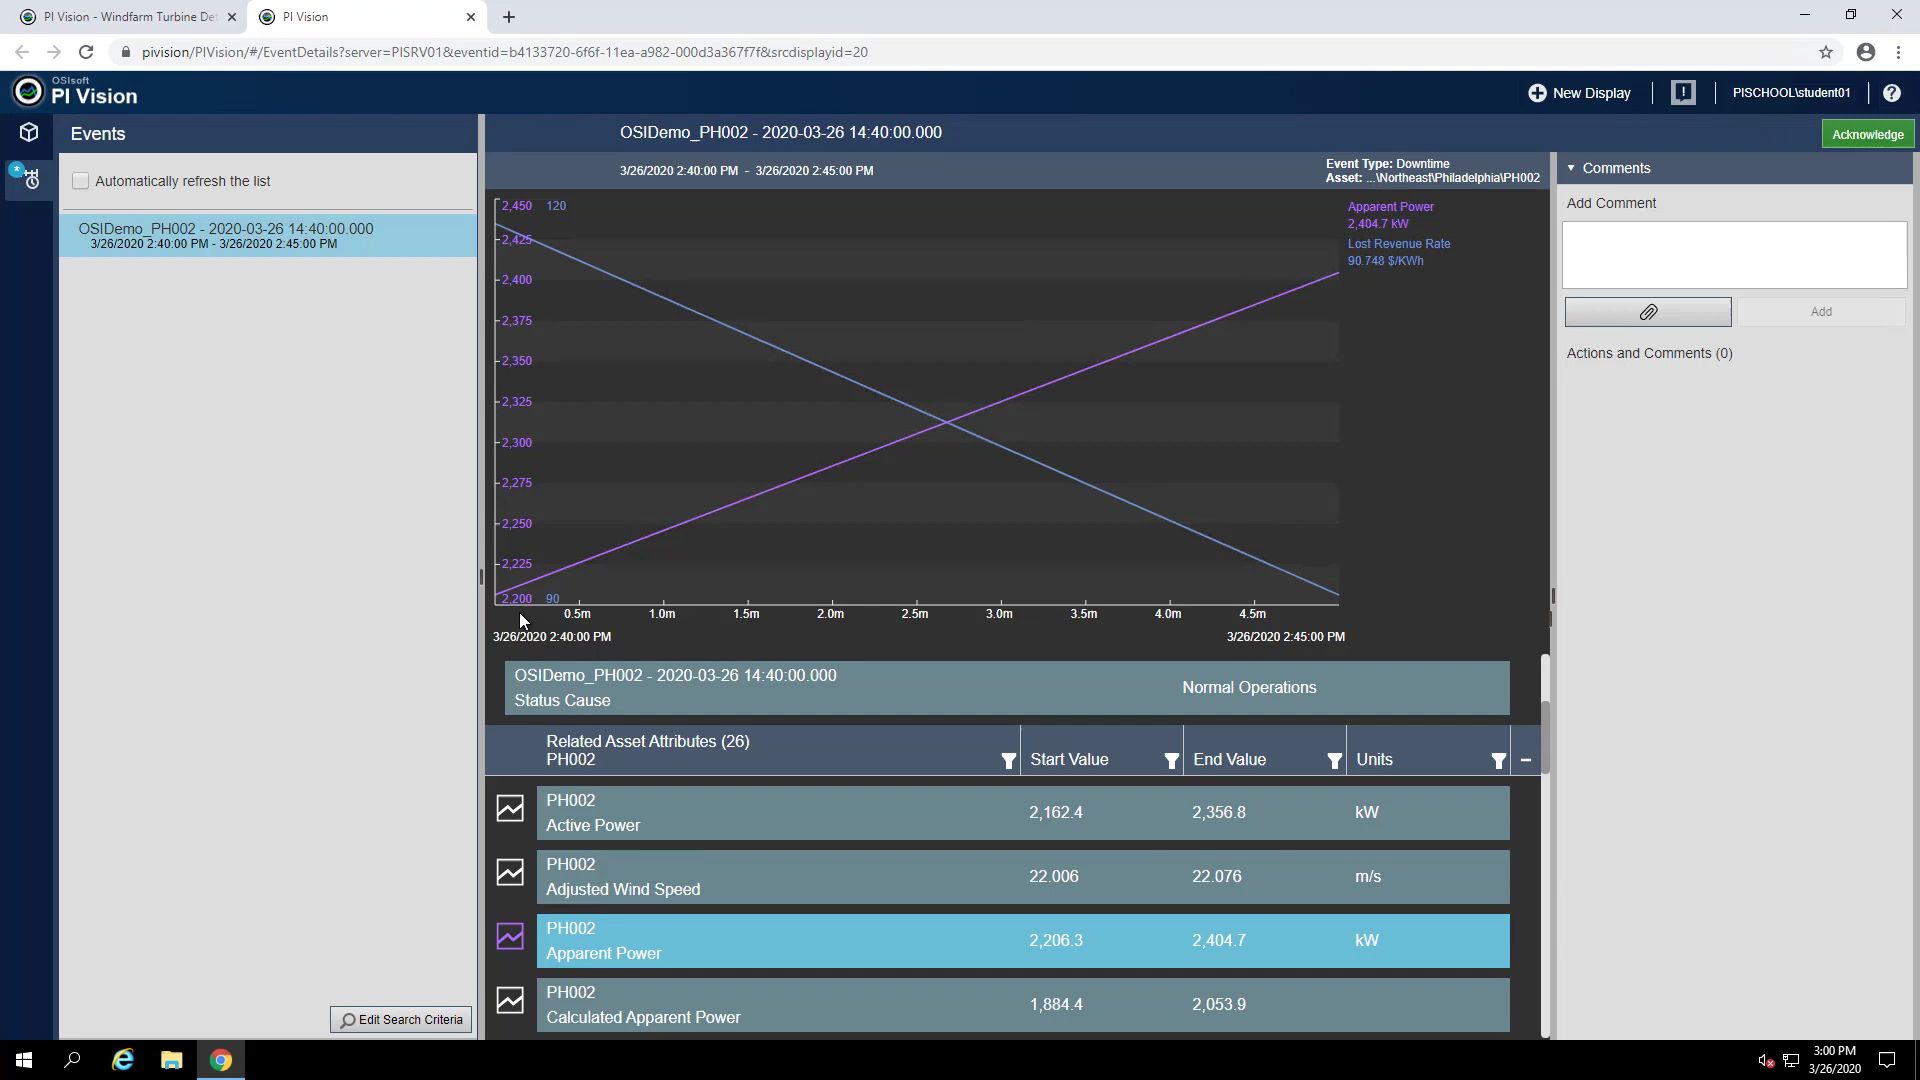 PI Vision - Windfarm Turbine De
PI Vision
pivision/PIVision/#/EventDetails?server=PISRV01&eventid=b4133720-6f6f-11ea-a982-000d3a367f7f&srcdisplayid=20
OSIsoft
PI Vision
New Display
PISCHOOL\student01
Events
Automatically refresh the list
OSIDemo_PH002 - 2020-03-26 14:40:00.000
3/26/2020 2:40:00 PM - 3/26/2020 2:45:00 PM
Edit Search Criteria
OSIDemo_PH002 - 2020-03-26 14:40:00.000
Acknowledge
3/26/2020 2:40:00 PM - 3/26/2020 2:45:00 PM
Event Type: Downtime
Asset: ...\Northeast\Philadelphia\PH002
2,450 120
2,425
2,400
2,375
2,350
2,325
2,300
2,275
2,250
2,225
2,200 90
0.5m 1.0m 1.5m 2.0m 2.5m 3.0m 3.5m 4.0m 4.5m
3/26/2020 2:40:00 PM 3/26/2020 2:45:00 PM
Apparent Power
2,404.7 kW
Lost Revenue Rate
90.748 $/KWh
OSIDemo_PH002 - 2020-03-26 14:40:00.000
Status Cause
Normal Operations
Related Asset Attributes (26)
PH002
Start Value End Value Units
PH002
Active Power
2,162.4 2,356.8 kW
PH002
Adjusted Wind Speed
22.006 22.076 m/s
PH002
Apparent Power
2,206.3 2,404.7 kW
PH002
Calculated Apparent Power
1,884.4 2,053.9
Comments
Add Comment
Add
Actions and Comments (0)
3:00 PM
3/26/2020